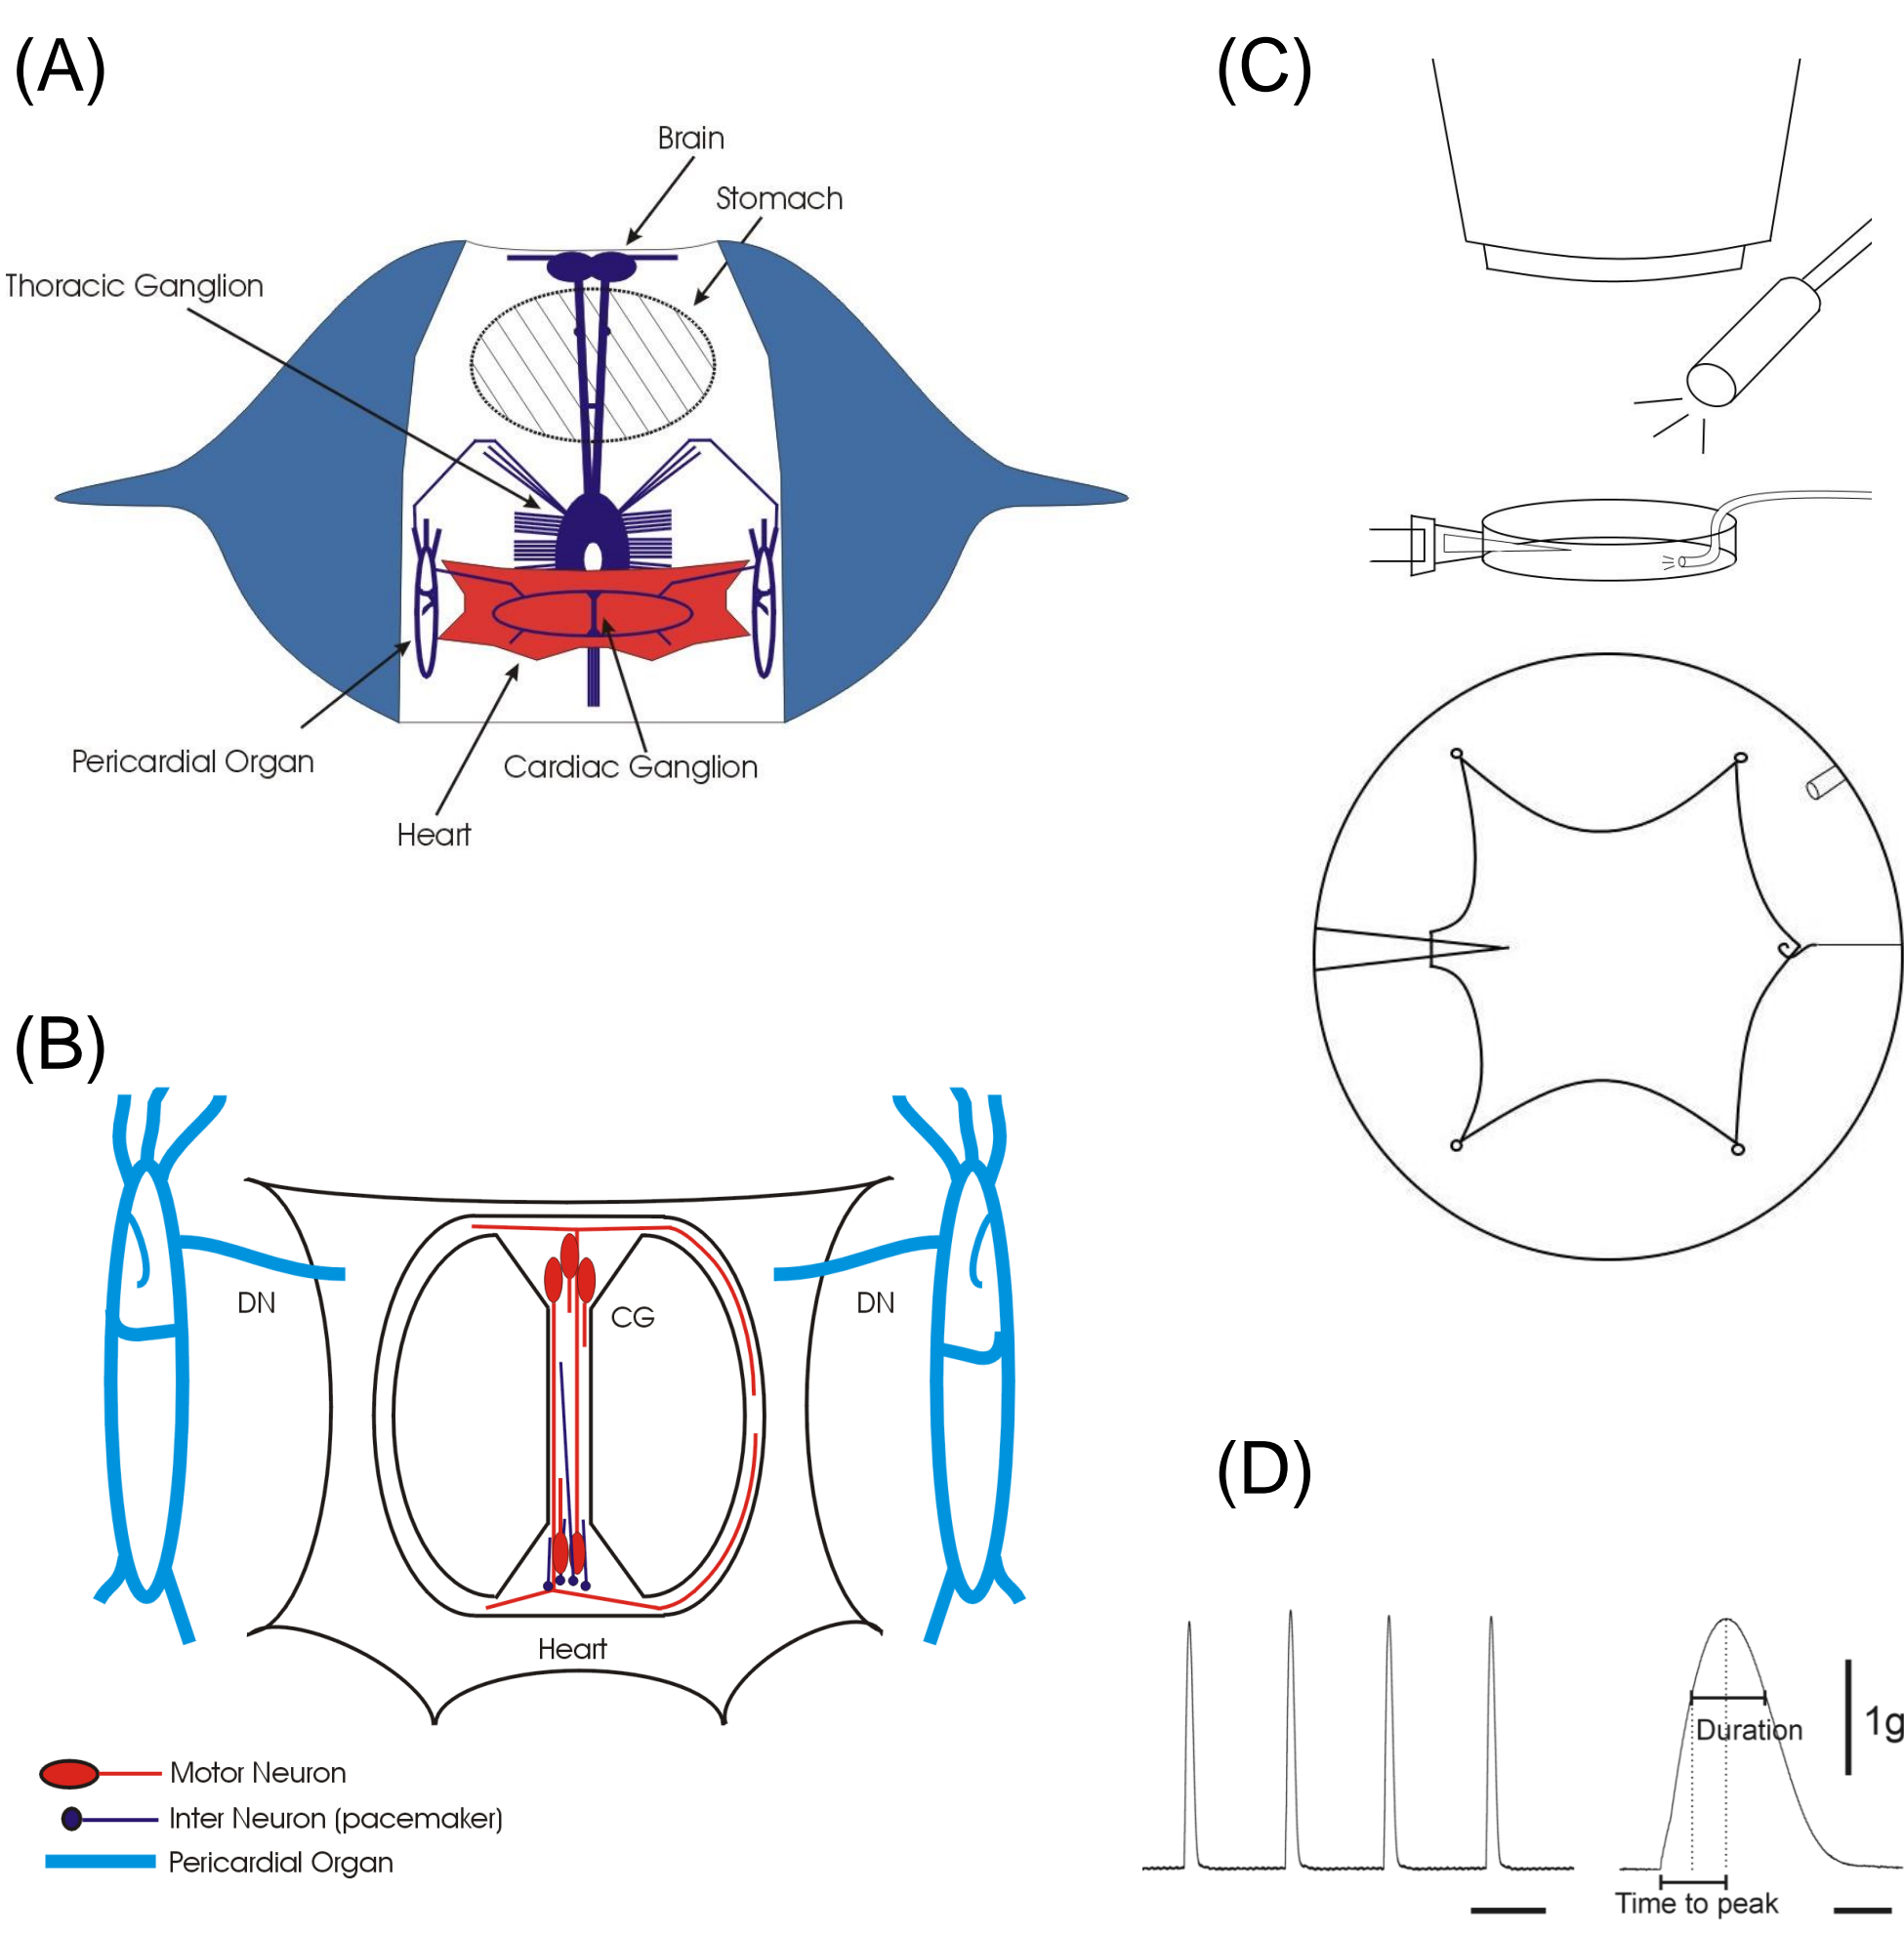 (A)
Brain
Stomach
Thoracic Ganglion
Pericardial Organ
Cardiac Ganglion
Heart
(B)
DN
DN
CG
Heart
Motor Neuron
Inter Neuron (pacemaker)
Pericardial Organ
(C)
(D)
Duration
1g
Time to peak